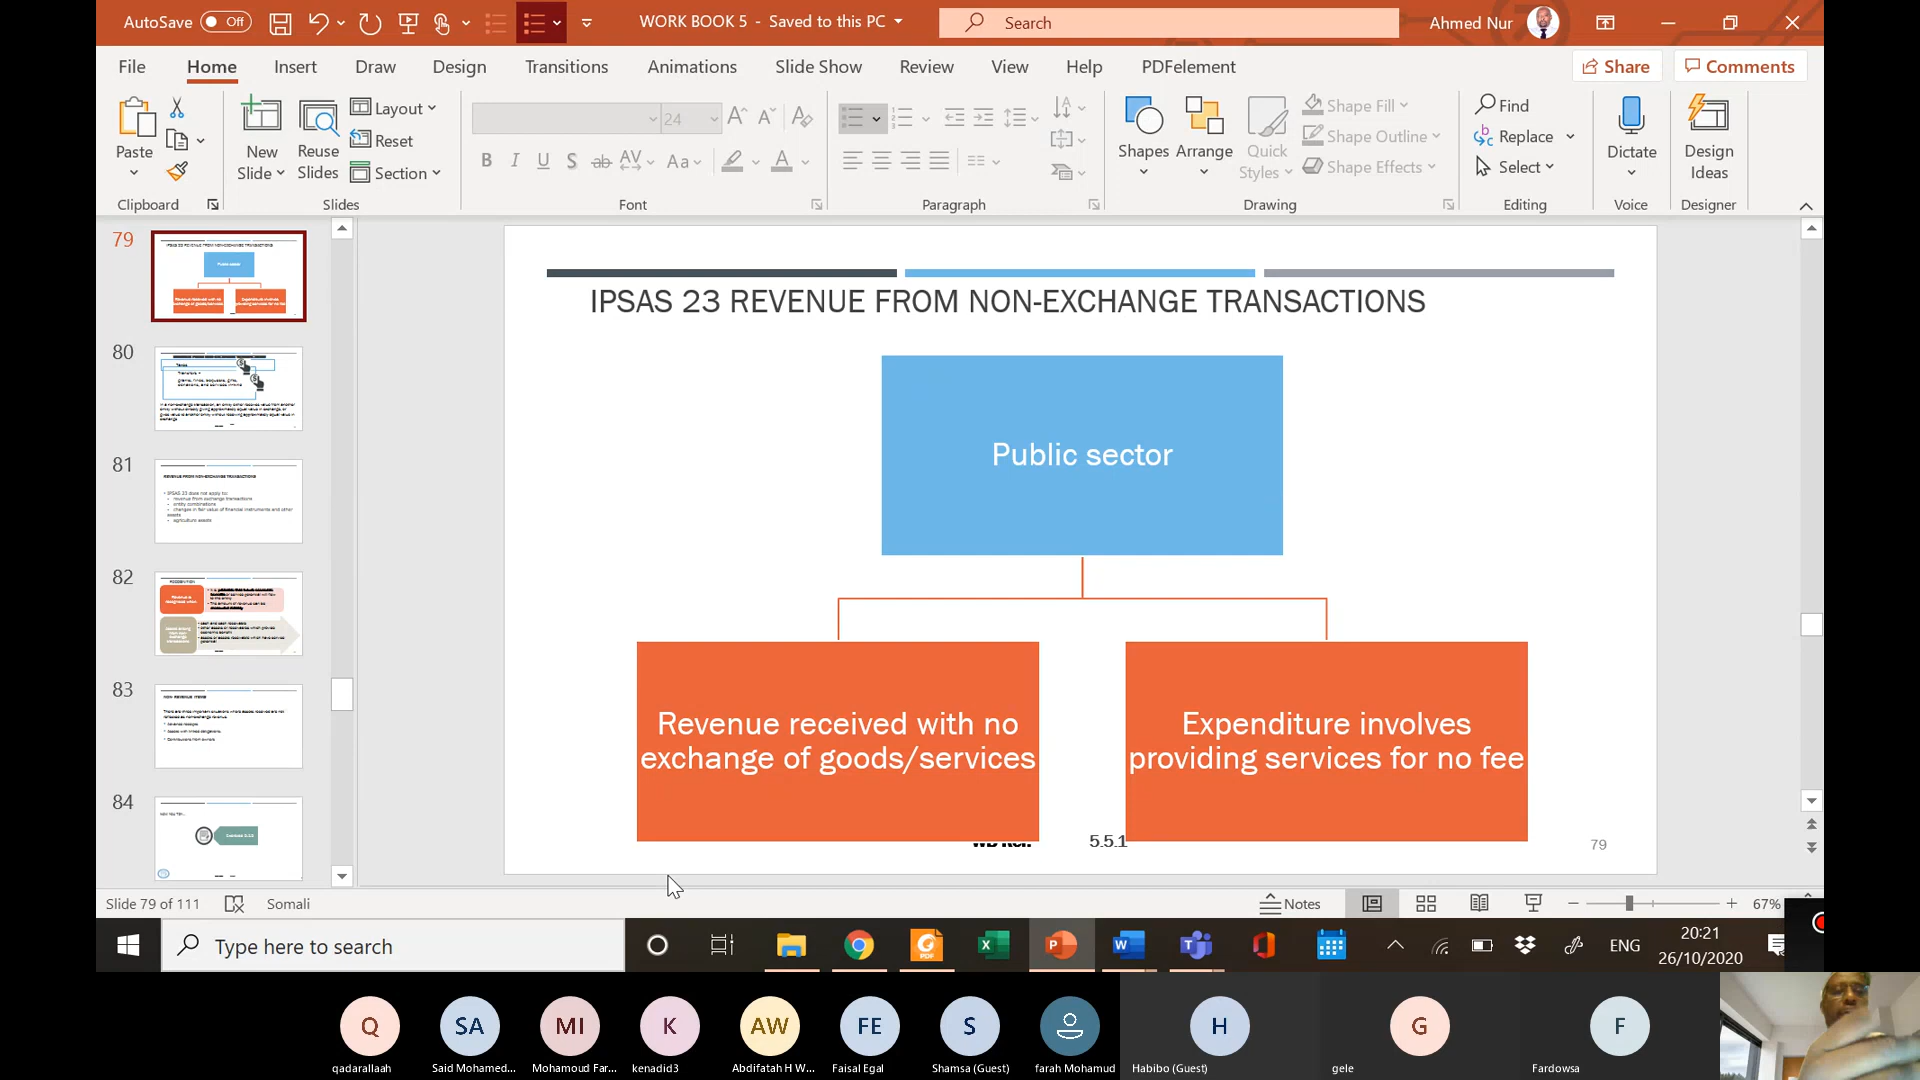 AutoSave Off
WORK BOOK 5 - Saved to this PC
Search
Ahmed Nur
File Home Insert Draw Design Transitions Animations Slide Show Review View Help PDFelement
Share Comments
Paste
Clipboard
New Slide
Reuse Slides
Layout
Reset
Section
Slides
24
Font
Paragraph
Shapes
Arrange
Quick Styles
Shape Fill
Shape Outline
Shape Effects
Drawing
Find
Replace
Select
Editing
Dictate
Voice
Design Ideas
Designer
79
80
81
82
83
84
IPSAS 23 REVENUE FROM NON-EXCHANGE TRANSACTIONS
Public sector
Revenue received with no exchange of goods/services
Expenditure involves providing services for no fee
5.5.1
79
Slide 79 of 111
Somali
Notes
67%
Type here to search
ENG
20:21
26/10/2020
Q
SA
MI
K
AW
FE
S
H
G
F
qadarallaah
Said Mohamed...
Mohamoud Far...
kenadid3
Abdifatah H W...
Faisal Egal
Shamsa (Guest)
farah Mohamud
Habibo (Guest)
gele
Fardowsa